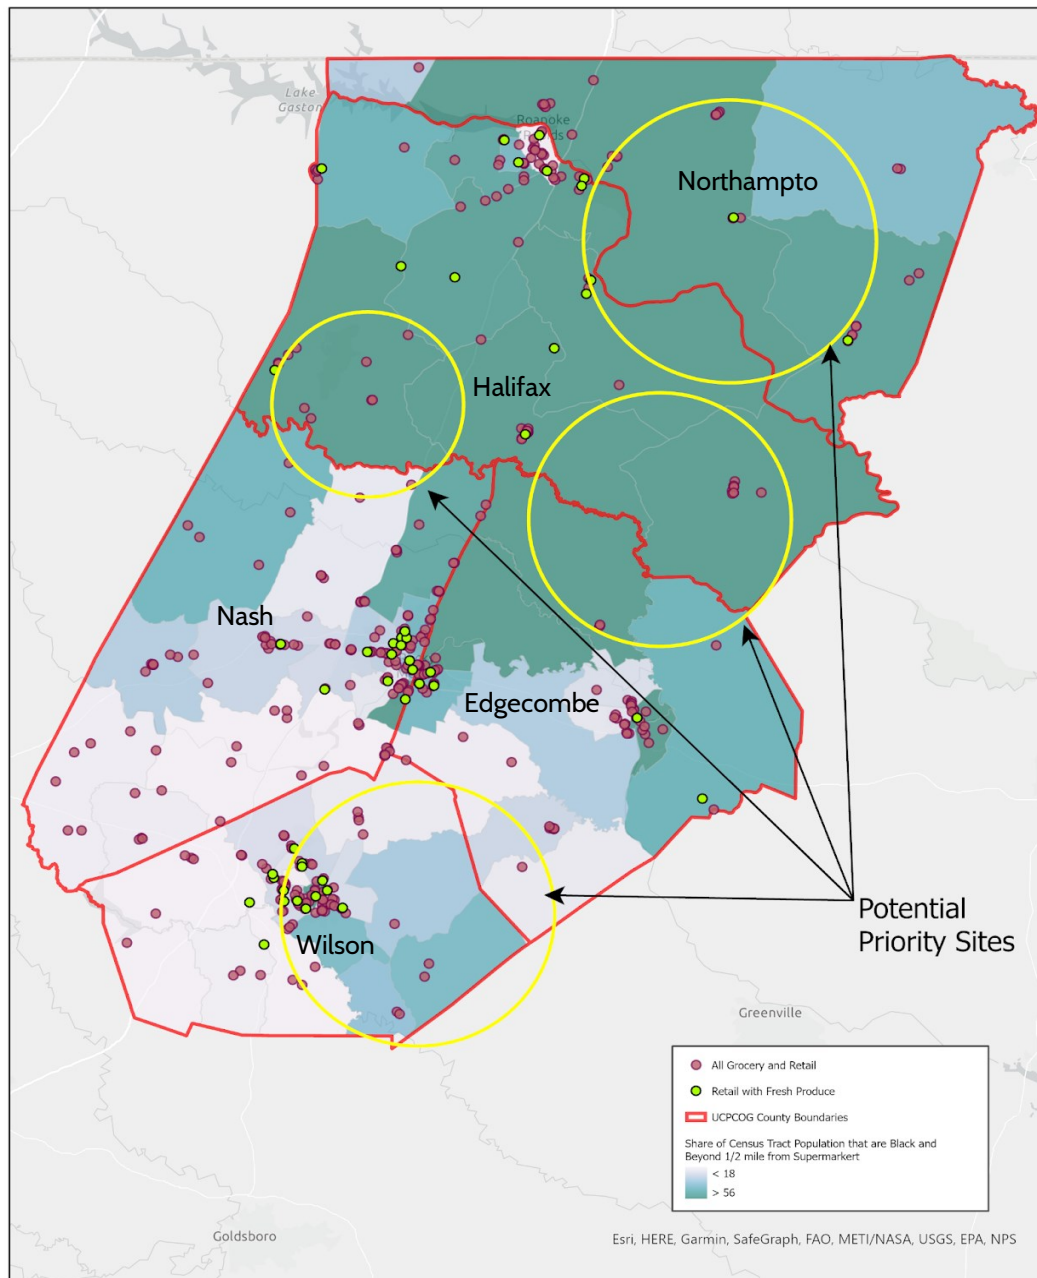 Lake
Gaston
Roanoke
Northampto
Halifax
Nash
Edgecombe
Wilson
Potential
Priority Sites
Greenville
All Grocery and Retail
Retail with Fresh Produce
UCPCOG County Boundaries
Share of Census Tract Population that are Black and
Beyond 1/2 mile from Supermarkert
< 18
> 56
Goldsboro
Esri, HERE, Garmin, SafeGraph, FAO, METI/NASA, USGS, EPA, NPS